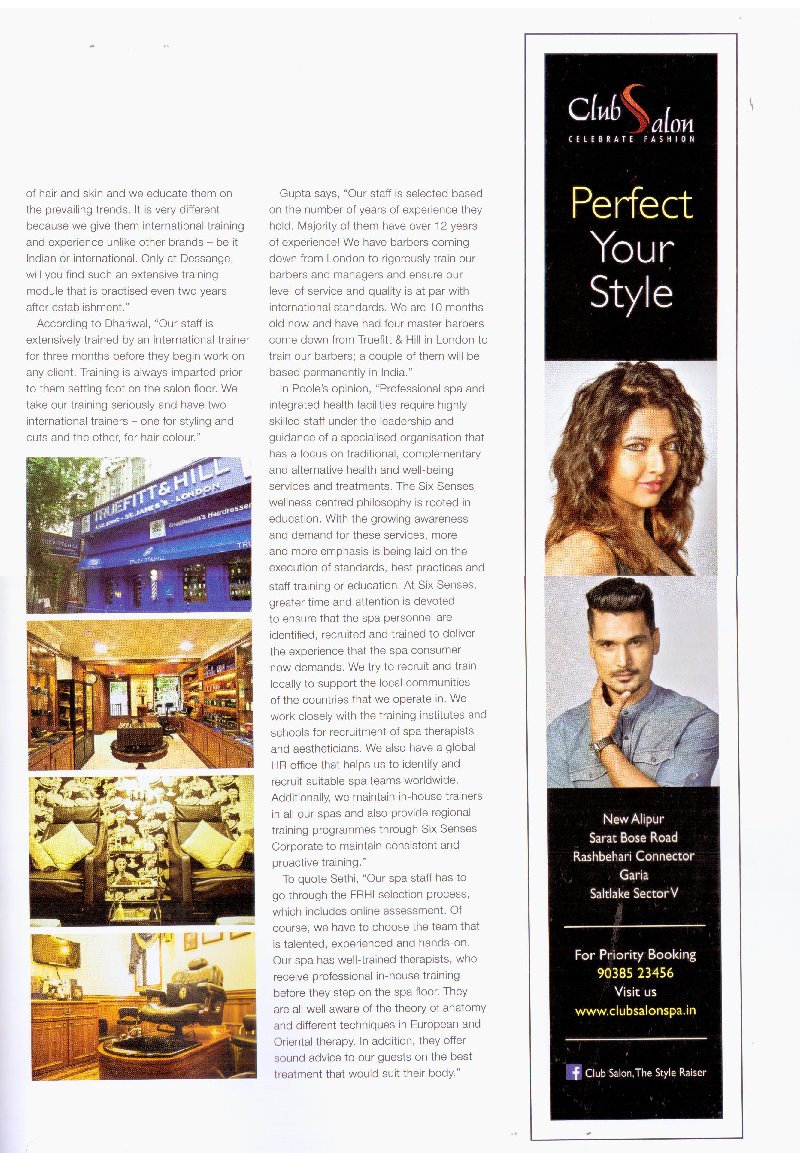 of hair and skin and we educate them on
the prevailing trends. It is very different
because we give them international training
and experience unlike other brands – be it
Indian or international. Only at Dessange,
will you find such an extensive training
module that is practised even two years
after establishment."
According to Dhariwal, "Our staff is
extensively trained by an international trainer
for three months before they begin work on
any client. Training is always imparted prior
to them setting foot on the salon floor. We
take our training seriously and have two
international trainers – one for styling and
cuts and the other, for hair colour."
TRUEFITT & HILL
ST. JAMES'S · LONDON
Gentlemen's Hairdresser
TRUEFITT & HILL
TRU
Gupta says, "Our staff is selected based
on the number of years of experience they
hold. Majority of them have over 12 years
of experience! We have barbers coming
down from London to rigorously train our
barbers and managers and ensure our
level of service and quality is at par with
international standards. We are 10 months
old now and have had four master barbers
come down from Truefitt & Hill in London to
train our barbers; a couple of them will be
based permanently in India."
In Poole's opinion, "Professional spa and
integrated health facilities require highly
skilled staff under the leadership and
guidance of a specialised organisation that
has a focus on traditional, complementary
and alternative health and well-being
services and treatments. The Six Senses
wellness centred philosophy is rooted in
education. With the growing awareness
and demand for these services, more
and more emphasis is being laid on the
execution of standards, best practices and
staff training or education. At Six Senses,
greater time and attention is devoted
to ensure that the spa personnel are
identified, recruited and trained to deliver
the experience that the spa consumer
now demands. We try to recruit and train
locally to support the local communities
of the countries that we operate in. We
work closely with the training institutes and
schools for recruitment of spa therapists
and aestheticians. We also have a global
HR office that helps us to identify and
recruit suitable spa teams worldwide.
Additionally, we maintain in-house trainers
in all our spas and also provide regional
training programmes through Six Senses
Corporate to maintain consistent and
proactive training."
To quote Sethi, "Our spa staff has to
go through the FRHI selection process,
which includes online assessment. Of
course, we have to choose the team that
is talented, experienced and hands-on.
Our spa has well-trained therapists, who
receive professional in-house training
before they step on the spa floor. They
are all well aware of the theory of anatomy
and different techniques in European and
Oriental therapy. In addition, they offer
sound advice to our guests on the best
treatment that would suit their body."
Club Salon
CELEBRATE FASHION
Perfect
Your
Style
New Alipur
Sarat Bose Road
Rashbehari Connector
Garia
Saltlake Sector V
For Priority Booking
90385 23456
Visit us
www.clubsalonspa.in
Club Salon, The Style Raiser